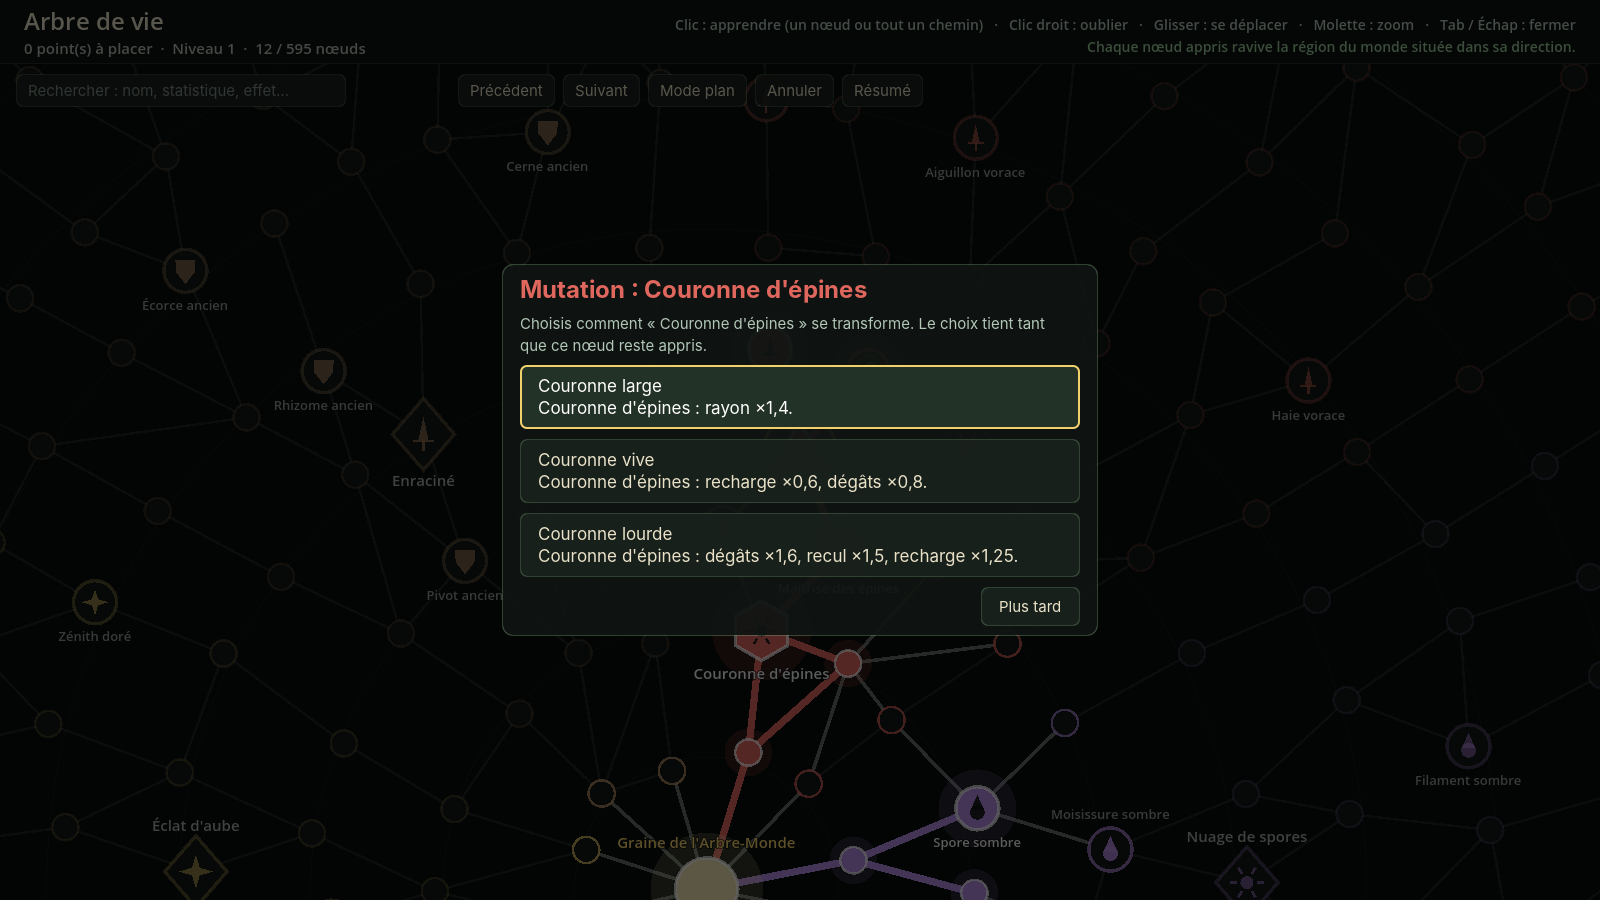 Arbre de vie
0 point(s) à placer · Niveau 1 · 12 / 595 nœuds
Clic : apprendre (un nœud ou tout un chemin) · Clic droit : oublier · Glisser : se déplacer · Molette : zoom · Tab / Échap : fermer
Chaque nœud appris ravive la région du monde située dans sa direction.
Rechercher : nom, statistique, effet...
Précédent
Suivant
Mode plan
Annuler
Résumé
Cerne ancien
Aiguillon vorace
Écorce ancien
Rhizome ancien
Haie vorace
Enraciné
Pivot ancien
Zénith doré
Mutation : Couronne d'épines
Choisis comment « Couronne d'épines » se transforme. Le choix tient tant
que ce nœud reste appris.
Couronne large
Couronne d'épines : rayon ×1,4.
Couronne vive
Couronne d'épines : recharge ×0,6, dégâts ×0,8.
Couronne lourde
Couronne d'épines : dégâts ×1,6, recul ×1,5, recharge ×1,25.
Maîtrise des épines
Plus tard
Couronne d'épines
Filament sombre
Éclat d'aube
Graine de l'Arbre-Monde
Spore sombre
Moisissure sombre
Nuage de spores